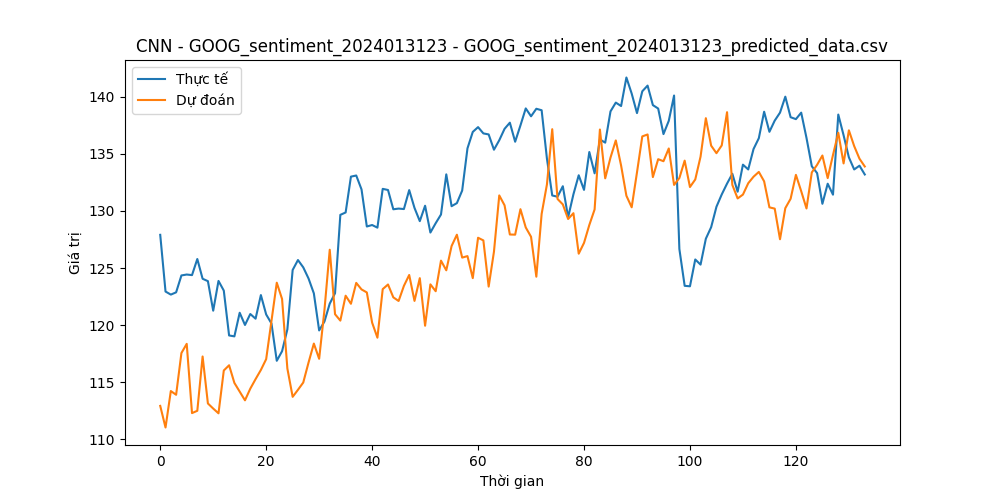 CNN - GOOG_sentiment_2024013123 - GOOG_sentiment_2024013123_predicted_data.csv
Thực tế
Dự đoán
Giá trị
140
135
130
125
120
115
110
0 20 40 60 80 100 120
Thời gian